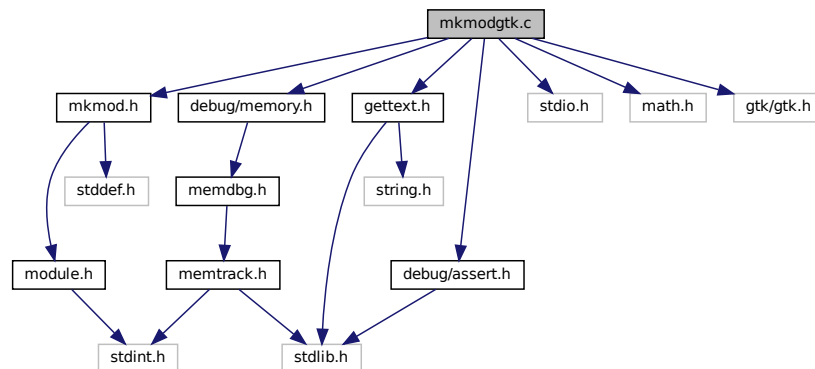 mkmodgtk.c
mkmod.h
debug/memory.h
gettext.h
stdio.h
math.h
gtk/gtk.h
stddef.h
memdbg.h
string.h
module.h
memtrack.h
debug/assert.h
stdint.h
stdlib.h